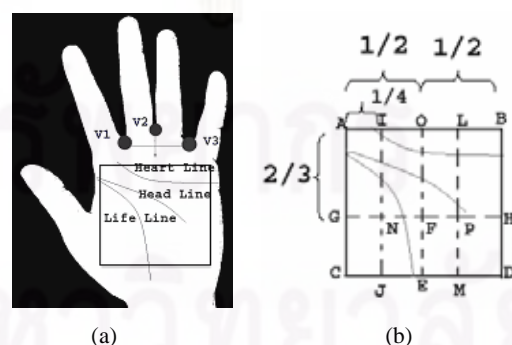 V1
V2
V3
Heart Line
Head Line
Life Line
(a)
1/2 1/2
1/4
A I O L B
2/3
G N F P H
C J E M D
(b)